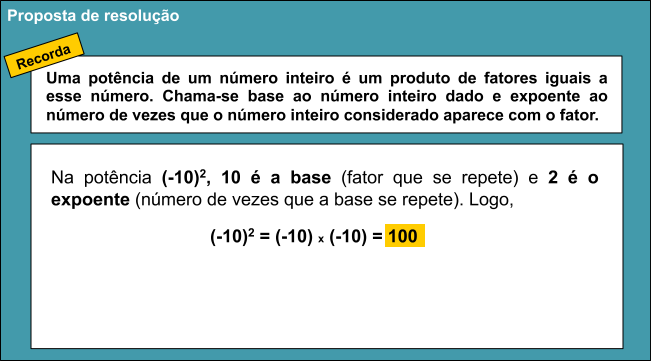 Proposta de resolução
Recorda
Uma potência de um número inteiro é um produto de fatores iguais a
esse número. Chama-se base ao número inteiro dado e expoente ao
número de vezes que o número inteiro considerado aparece com o fator.
Na potência (-10)², 10 é a base (fator que se repete) e 2 é o
expoente (número de vezes que a base se repete). Logo,
(-10)² = (-10) x (-10) = 100